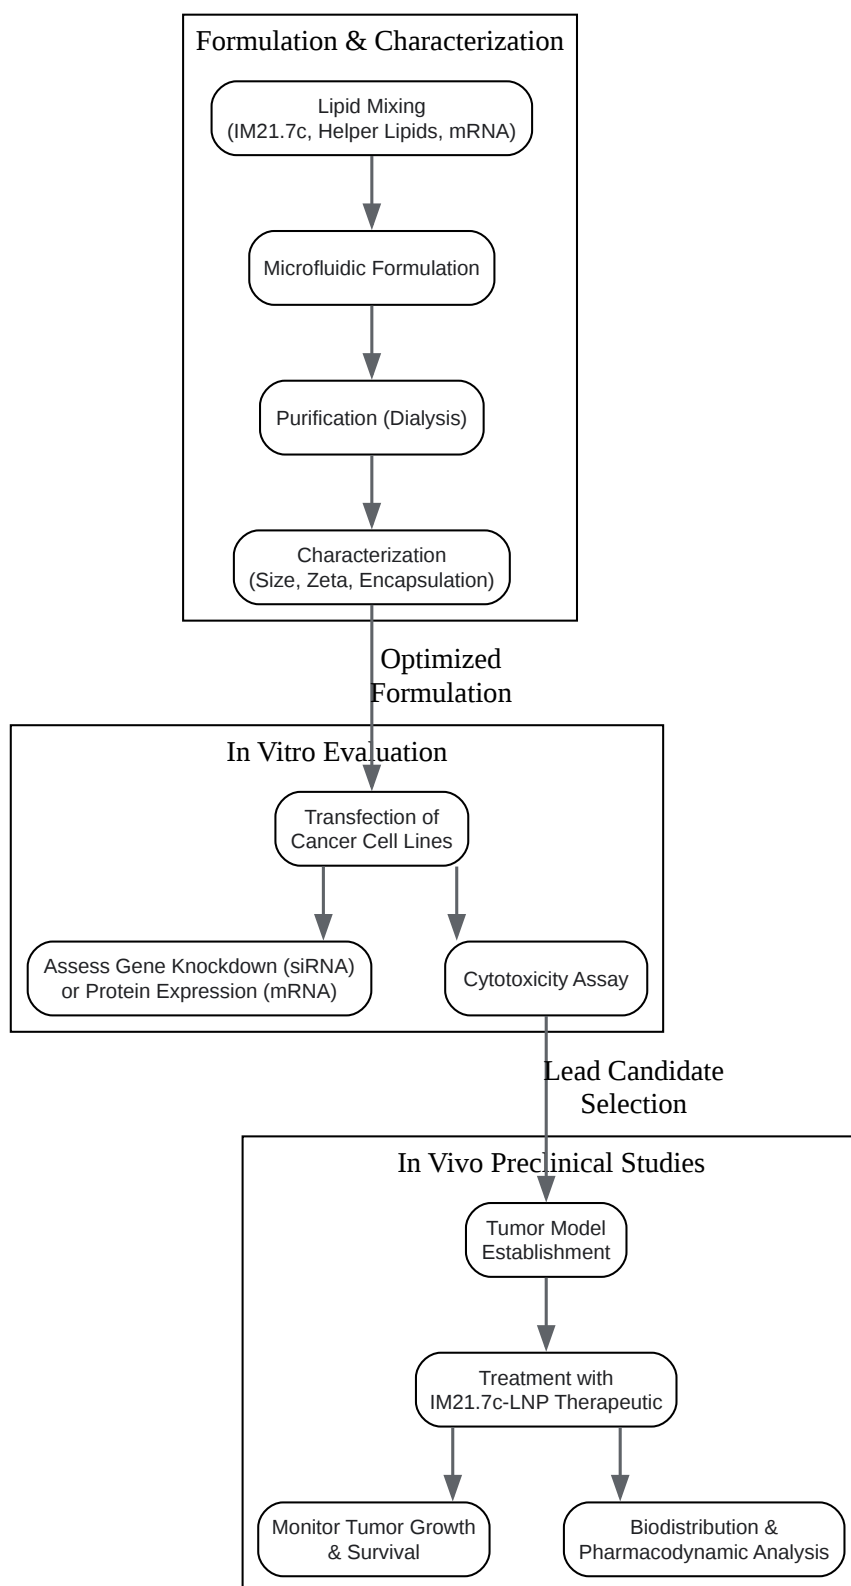 Formulation & Characterization
Lipid Mixing
(IM21.7c, Helper Lipids, mRNA)
Microfluidic Formulation
Purification (Dialysis)
Characterization
(Size, Zeta, Encapsulation)
Optimized
Formulation
In Vitro Evaluation
Transfection of
Cancer Cell Lines
Assess Gene Knockdown (siRNA)
or Protein Expression (mRNA)
Cytotoxicity Assay
Lead Candidate
Selection
In Vivo Preclinical Studies
Tumor Model
Establishment
Treatment with
IM21.7c-LNP Therapeutic
Monitor Tumor Growth
& Survival
Biodistribution &
Pharmacodynamic Analysis